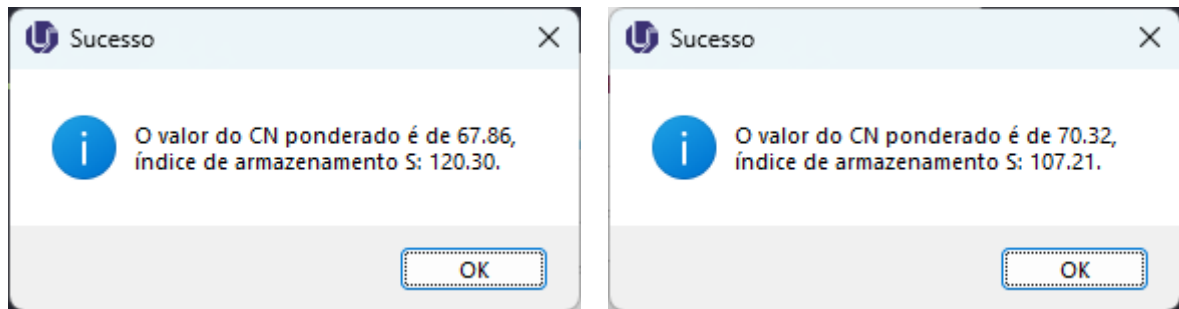 Sucesso
O valor do CN ponderado é de 67.86,
índice de armazenamento S: 120.30.
OK
Sucesso
O valor do CN ponderado é de 70.32,
índice de armazenamento S: 107.21.
OK